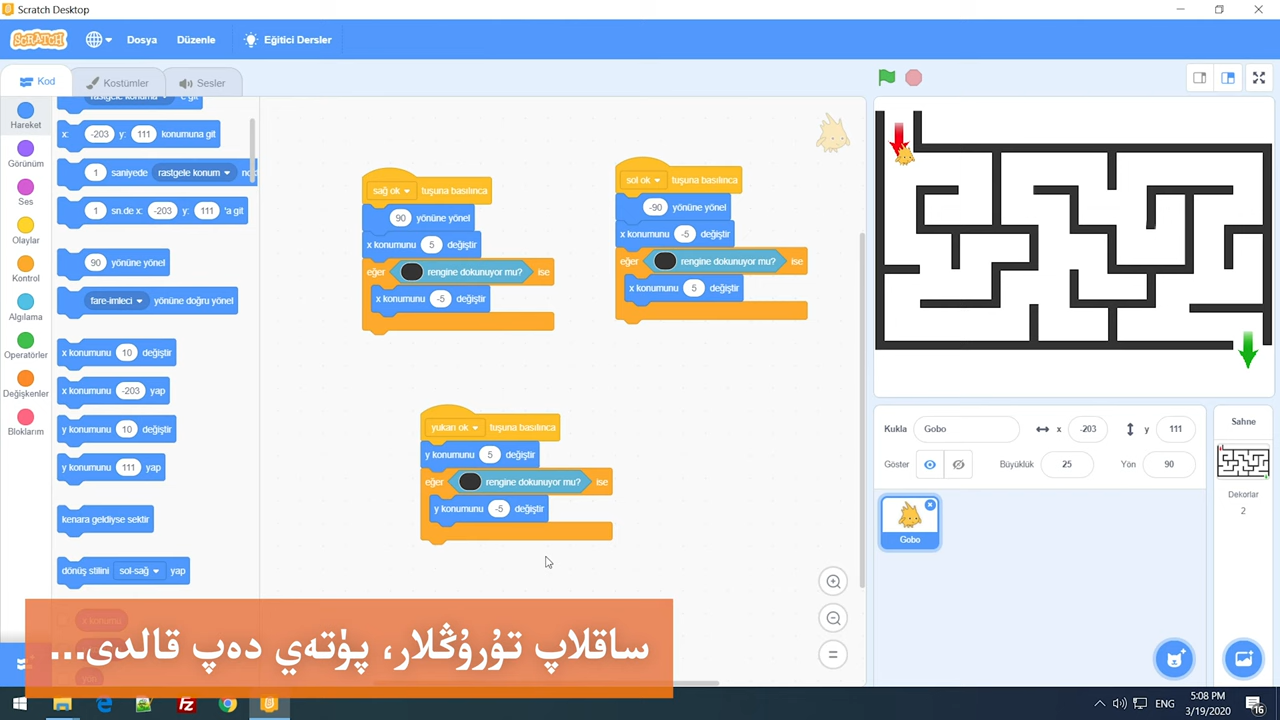 Scratch Desktop
SCRATCH
Dosya
Düzenle
Eğitici Dersler
Kod
Kostümler
Sesler
Hareket
Görünüm
Ses
Olaylar
Kontrol
Algılama
Operatörler
Değişkenler
Bloklarım
x: -203 y: 111 konumuna git
1 saniyede rastgele konum
1 sn.de x: -203 y: 111 'a git
90 yönüne yönel
fare-imleci yönüne doğru yönel
x konumunu 10 değiştir
x konumunu -203 yap
y konumunu 10 değiştir
y konumunu 111 yap
kenara geldiyse sektir
dönüş stilini sol-sağ yap
sağ ok tuşuna basılınca
90 yönüne yönel
x konumunu 5 değiştir
eğer rengine dokunuyor mu? ise
x konumunu -5 değiştir
sol ok tuşuna basılınca
-90 yönüne yönel
x konumunu -5 değiştir
eğer rengine dokunuyor mu? ise
x konumunu 5 değiştir
yukarı ok tuşuna basılınca
y konumunu 5 değiştir
eğer rengine dokunuyor mu? ise
y konumunu -5 değiştir
Kukla Gobo x -203 y 111
Göster Büyüklük 25 Yön 90
Gobo
Sahne
Dekorlar
2
ساقلاپ تۇرۇڭلار، پۈتەي دەپ قالدى...
ENG
5:08 PM
3/19/2020
16